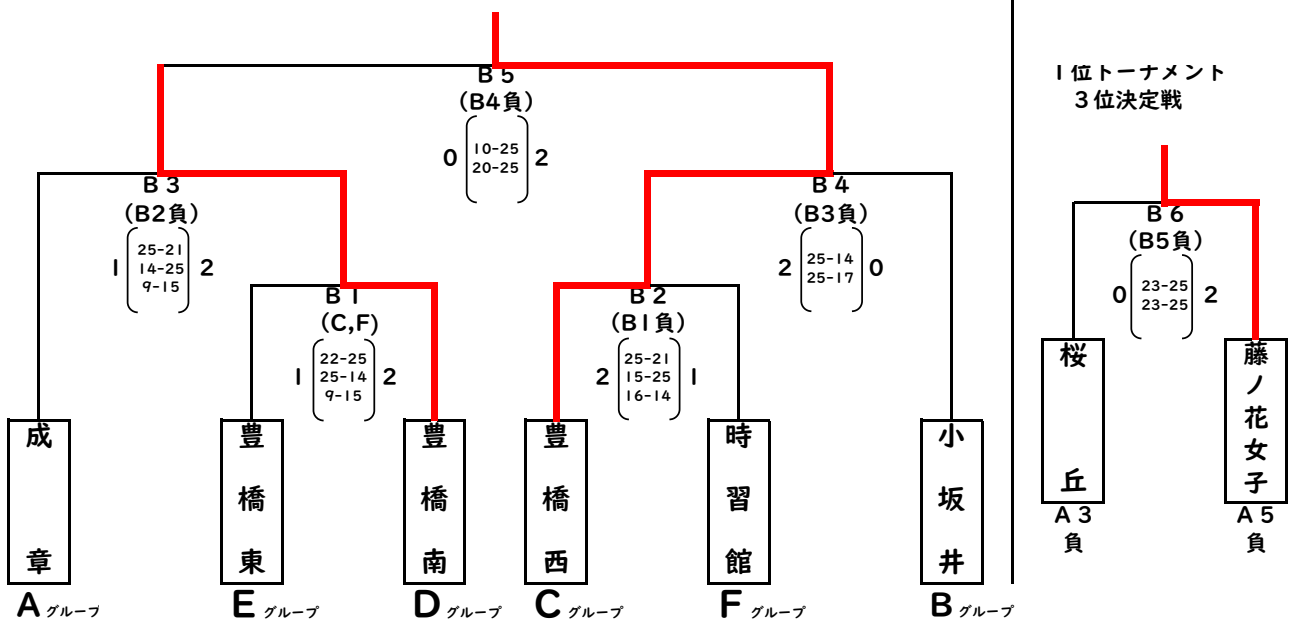 B5
(B4負)
0 10-25 2
20-25
B3
(B2負)
1 25-21 2
14-25
9-15
B4
(B3負)
2 25-14 0
25-17
B1
(C,F)
1 22-25 2
25-14
9-15
B2
(B1負)
2 25-21 1
15-25
16-14
成章
豊橋東
豊橋南
豊橋西
時習館
小坂井
Aグループ
Eグループ
Dグループ
Cグループ
Fグループ
Bグループ
1位トーナメント
3位決定戦
B6
(B5負)
0 23-25 2
23-25
桜丘
藤ノ花女子
A3
負
A5
負